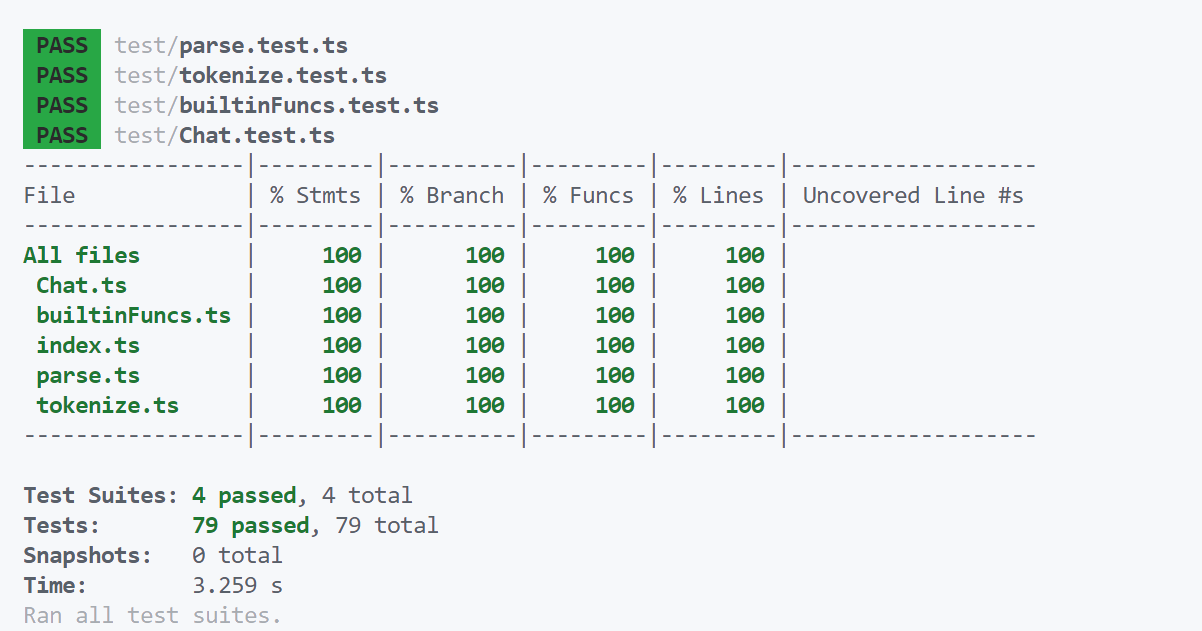 PASS test/parse.test.ts
PASS test/tokenize.test.ts
PASS test/builtinFuncs.test.ts
PASS test/Chat.test.ts
-----------------|---------|----------|---------|---------|-------------------
File             | % Stmts | % Branch | % Funcs | % Lines | Uncovered Line #s
-----------------|---------|----------|---------|---------|-------------------
All files        |     100 |      100 |     100 |     100 |
 Chat.ts         |     100 |      100 |     100 |     100 |
 builtinFuncs.ts |     100 |      100 |     100 |     100 |
 index.ts        |     100 |      100 |     100 |     100 |
 parse.ts        |     100 |      100 |     100 |     100 |
 tokenize.ts     |     100 |      100 |     100 |     100 |
-----------------|---------|----------|---------|---------|-------------------
Test Suites: 4 passed, 4 total
Tests:       79 passed, 79 total
Snapshots:   0 total
Time:        3.259 s
Ran all test suites.